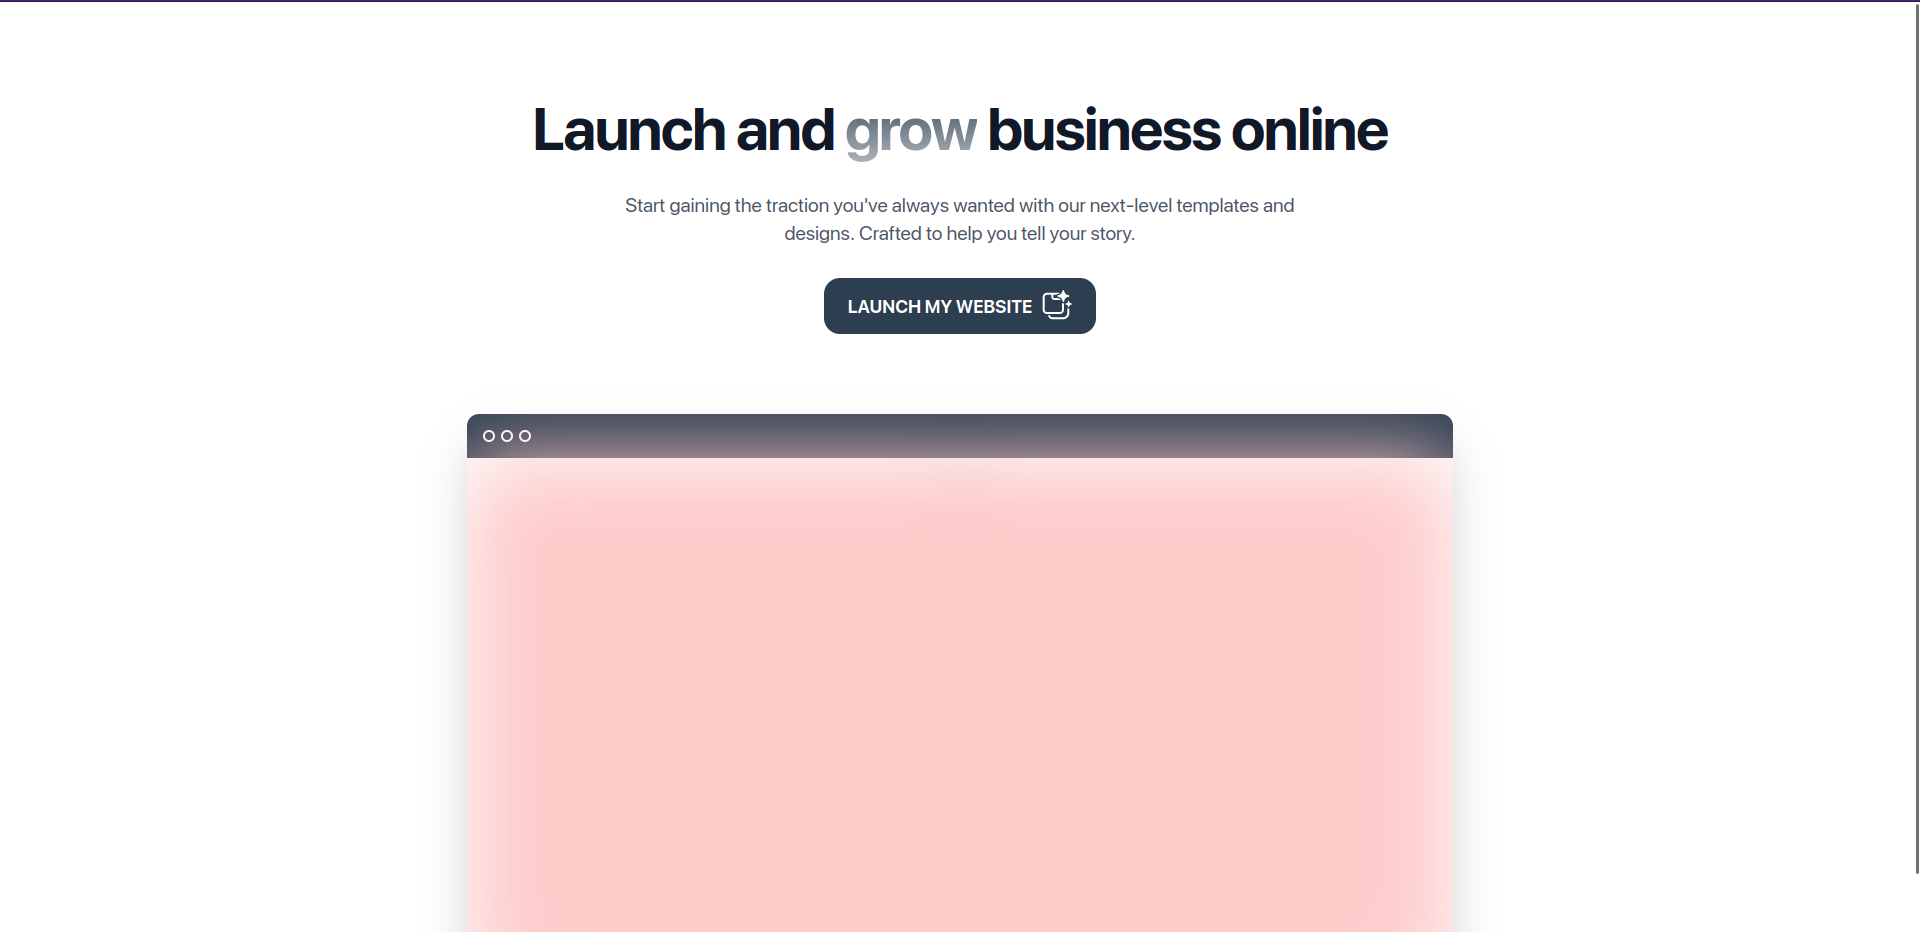 Launch and grow business online
Start gaining the traction you've always wanted with our next-level templates and
designs. Crafted to help you tell your story.
LAUNCH MY WEBSITE